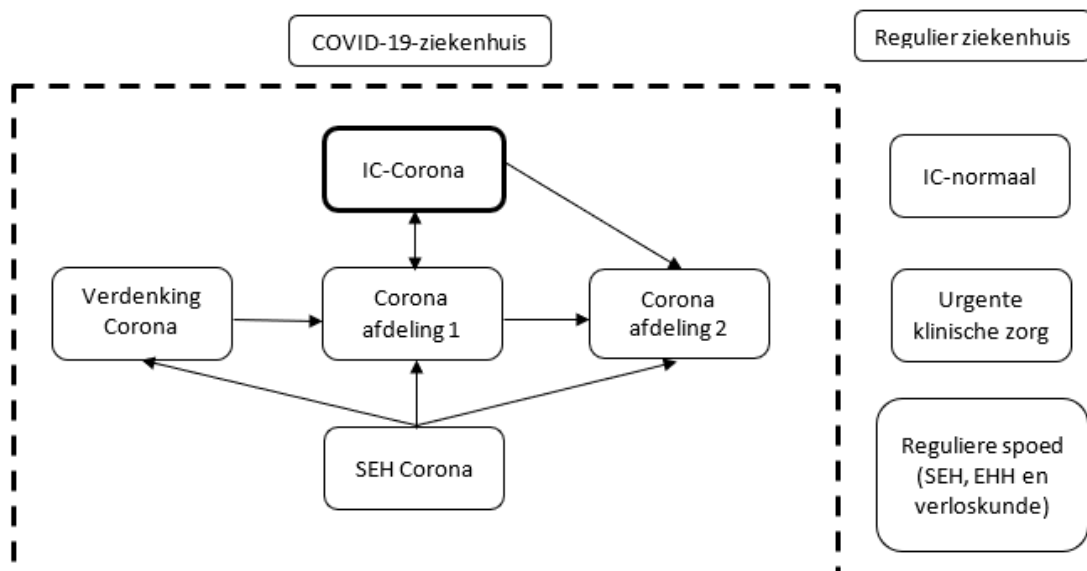 COVID-19-ziekenhuis
Regulier ziekenhuis
IC-Corona
IC-normaal
Verdenking
Corona
Corona
afdeling 1
Corona
afdeling 2
Urgente
klinische zorg
SEH Corona
Reguliere spoed
(SEH, EHH en
verloskunde)